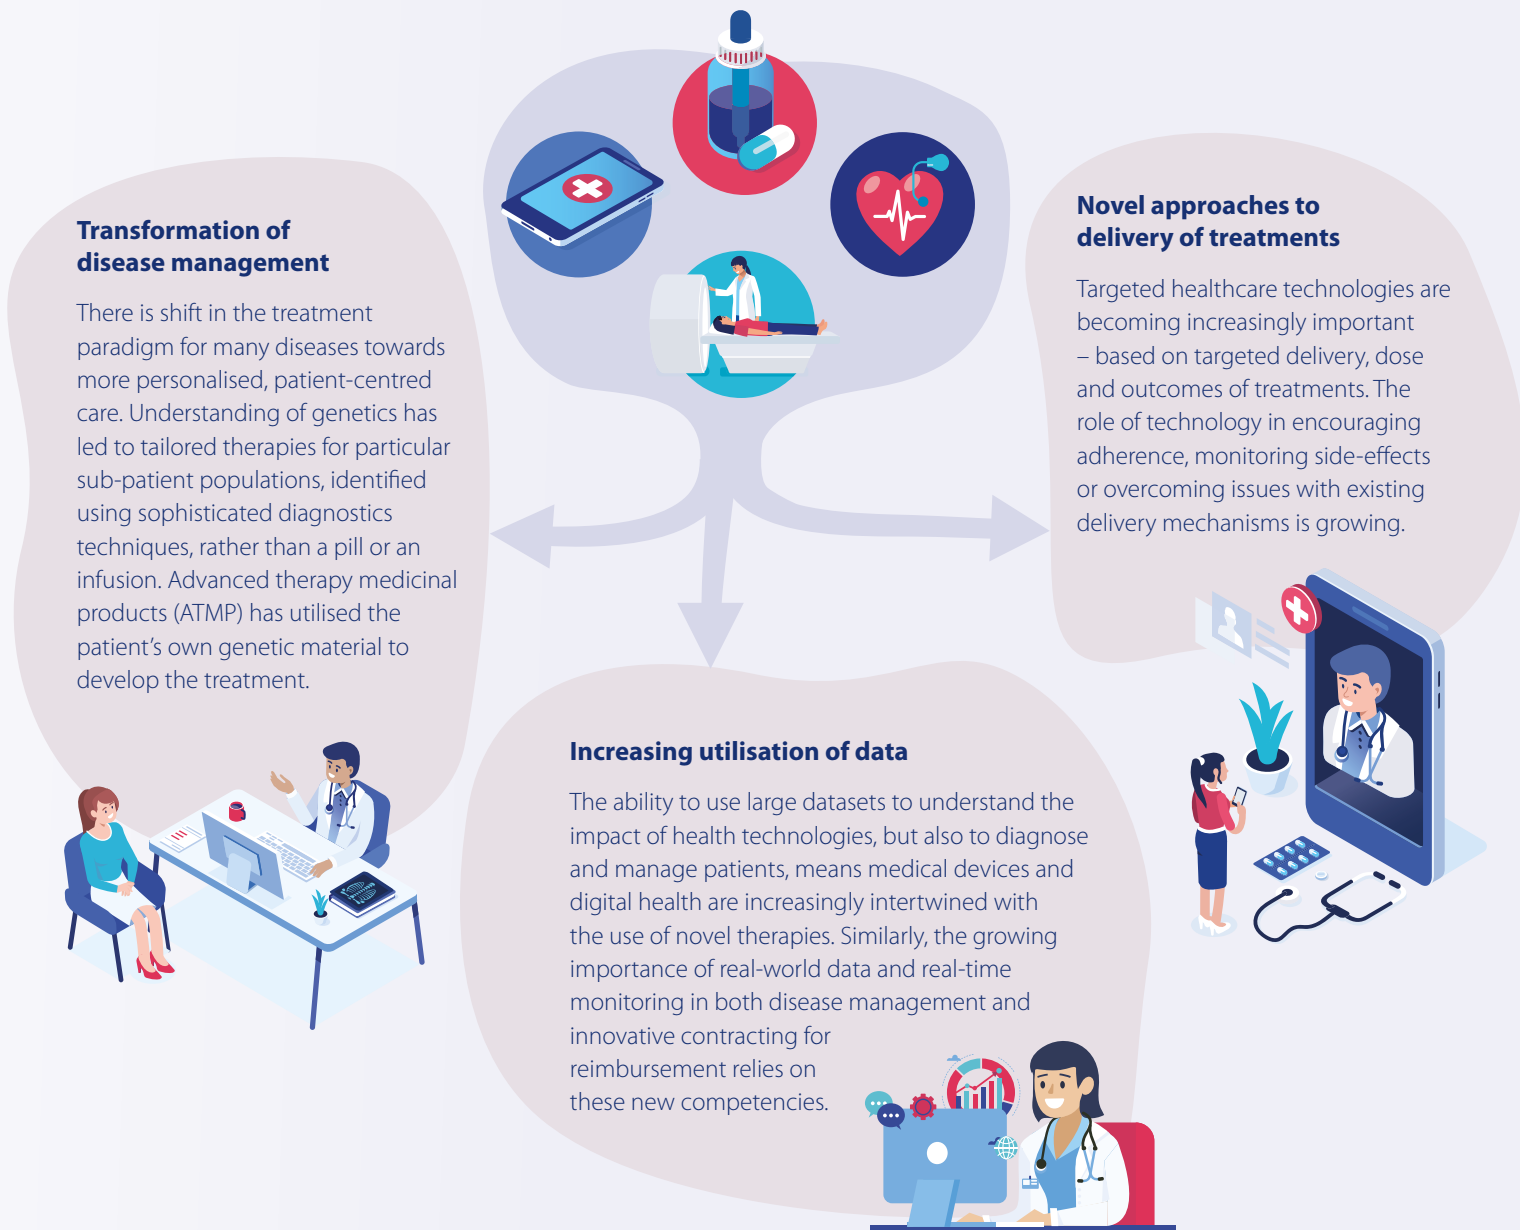 Transformation of
disease management
There is shift in the treatment
paradigm for many diseases towards
more personalised, patient-centred
care. Understanding of genetics has
led to tailored therapies for particular
sub-patient populations, identified
using sophisticated diagnostics
techniques, rather than a pill or an
infusion. Advanced therapy medicinal
products (ATMP) has utilised the
patient’s own genetic material to
develop the treatment.
Novel approaches to
delivery of treatments
Targeted healthcare technologies are
becoming increasingly important
– based on targeted delivery, dose
and outcomes of treatments. The
role of technology in encouraging
adherence, monitoring side-effects
or overcoming issues with existing
delivery mechanisms is growing.
Increasing utilisation of data
The ability to use large datasets to understand the
impact of health technologies, but also to diagnose
and manage patients, means medical devices and
digital health are increasingly intertwined with
the use of novel therapies. Similarly, the growing
importance of real-world data and real-time
monitoring in both disease management and
innovative contracting for
reimbursement relies on
these new competencies.